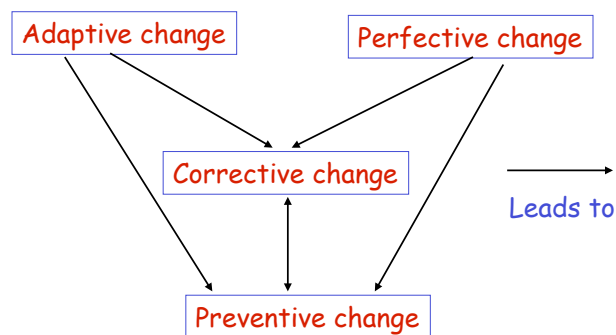 Adaptive change
Perfective change
Corrective change
Leads to
Preventive change